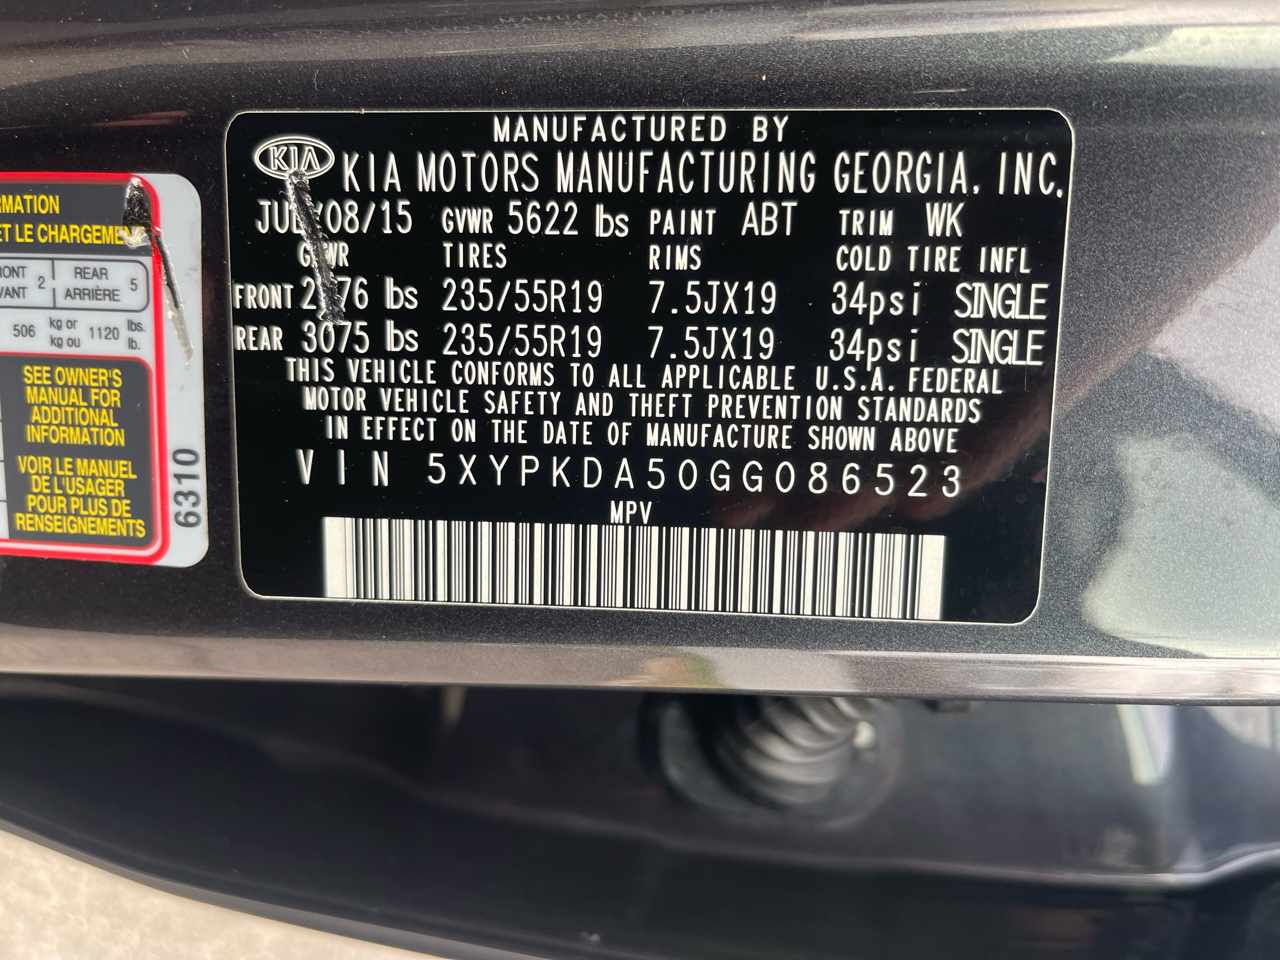 MANUFACTURED BY
KIA KIA MOTORS MANUFACTURING GEORGIA, INC.
08/15 GVWR 5622 lbs PAINT ABT TRIM WK
TIRES RIMS COLD TIRE INFL
FRONT lbs 235/55R19 7.5JX19 34psi SINGLE
REAR 3075 lbs 235/55R19 7.5JX19 34psi SINGLE
THIS VEHICLE CONFORMS TO ALL APPLICABLE U.S.A. FEDERAL
MOTOR VEHICLE SAFETY AND THEFT PREVENTION STANDARDS
IN EFFECT ON THE DATE OF MANUFACTURE SHOWN ABOVE
VIN 5XYPKDA50GG086523
MPV
ET LE CHARGEMENT
2 REAR 5
ARRIÈRE
506 kg or 1120 lbs.
kg ou lb.
SEE OWNER'S
MANUAL FOR
ADDITIONAL
INFORMATION
VOIR LE MANUEL
DE L'USAGER
POUR PLUS DE
RENSEIGNEMENTS
6310